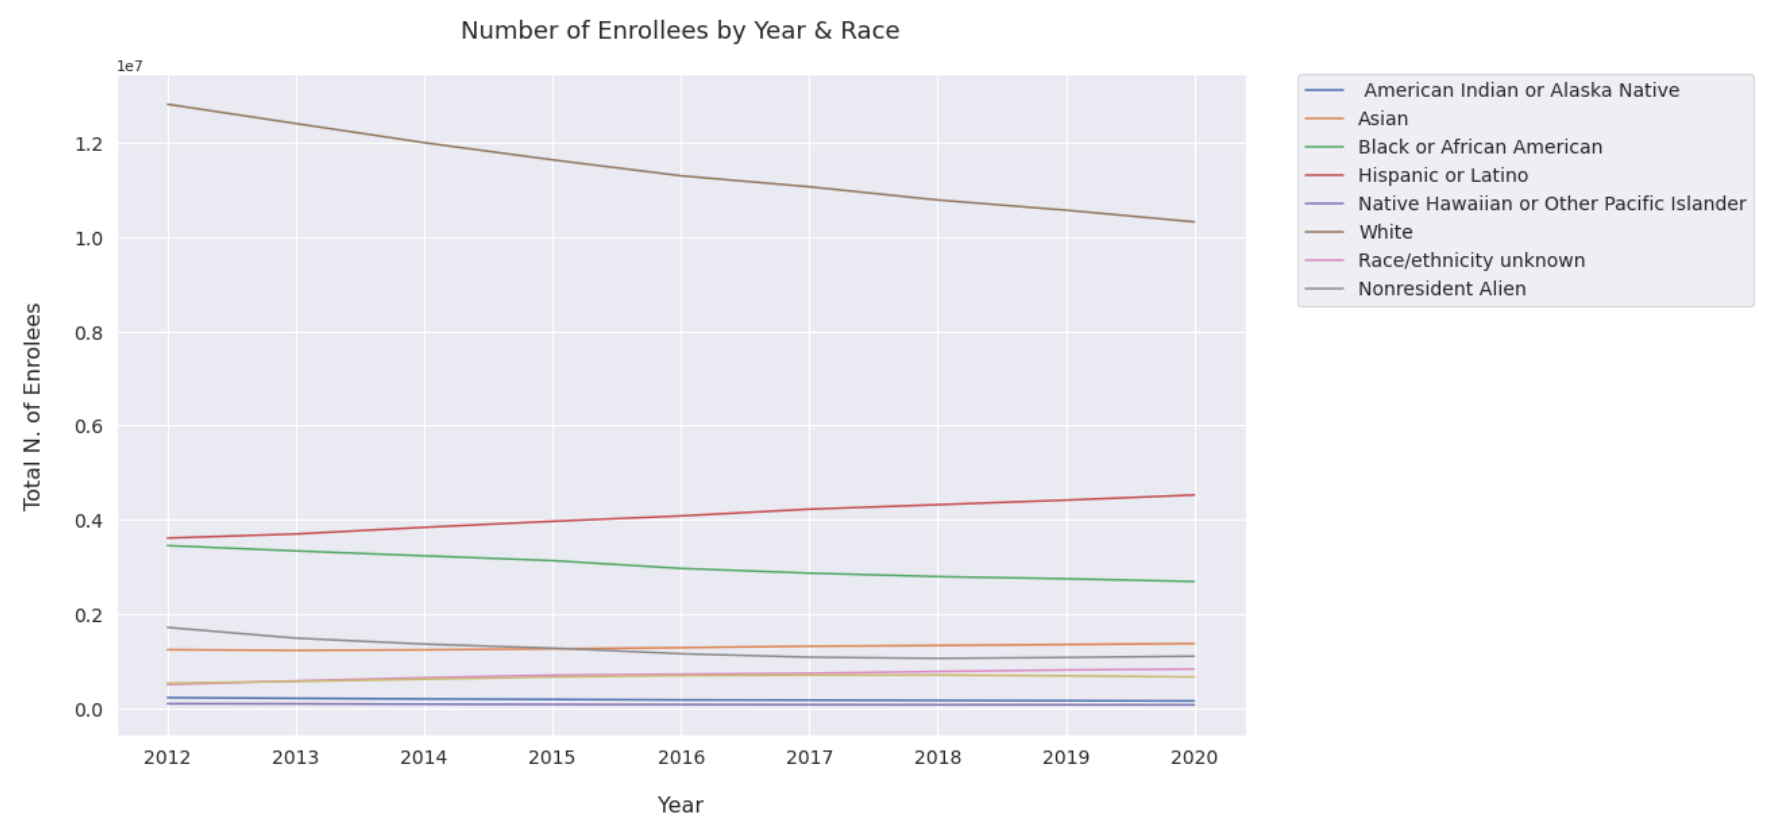 Number of Enrollees by Year & Race
1e7
1.2
1.0
0.8
0.6
0.4
0.2
0.0
Total N. of Enrolees
2012 2013 2014 2015 2016 2017 2018 2019 2020
Year
American Indian or Alaska Native
Asian
Black or African American
Hispanic or Latino
Native Hawaiian or Other Pacific Islander
White
Race/ethnicity unknown
Nonresident Alien